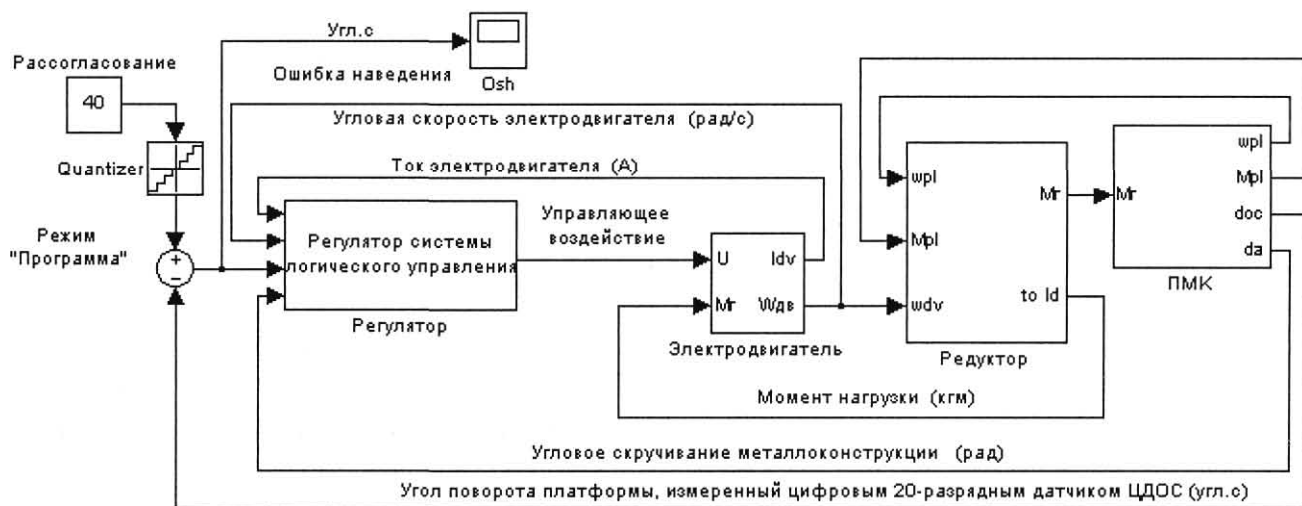 Угл.с
Рассогласование
Ошибка наведения
Osh
40
Угловая скорость электродвигателя (рад/с)
Quantizer
Ток электродвигателя (А)
wpl
Mpl
wdv
Mr
to Id
Mr
wpl
Mpl
doc
da
ПМК
Режим
"Программа"
Регулятор системы
логического управления
Управляющее
воздействие
U
Idv
Mr
Wдв
Регулятор
Электродвигатель
Редуктор
Момент нагрузки (кгм)
Угловое скручивание металлоконструкции (рад)
Угол поворота платформы, измеренный цифровым 20-разрядным датчиком ЦДОС (угл.с)